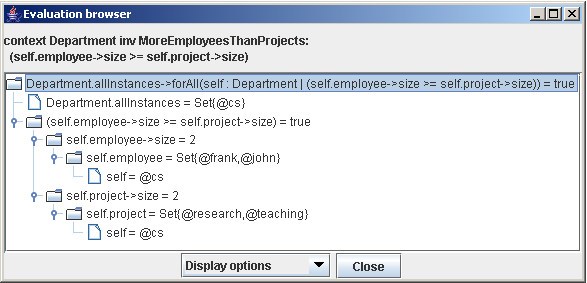 Evaluation browser
context Department inv MoreEmployeesThanProjects:
(self.employee->size >= self.project->size)
Department.allInstances->forAll(self : Department | (self.employee->size >= self.project->size)) = true
Department.allInstances = Set{@cs}
(self.employee->size >= self.project->size) = true
self.employee->size = 2
self.employee = Set{@frank,@john}
self = @cs
self.project->size = 2
self.project = Set{@research,@teaching}
self = @cs
Display options
Close